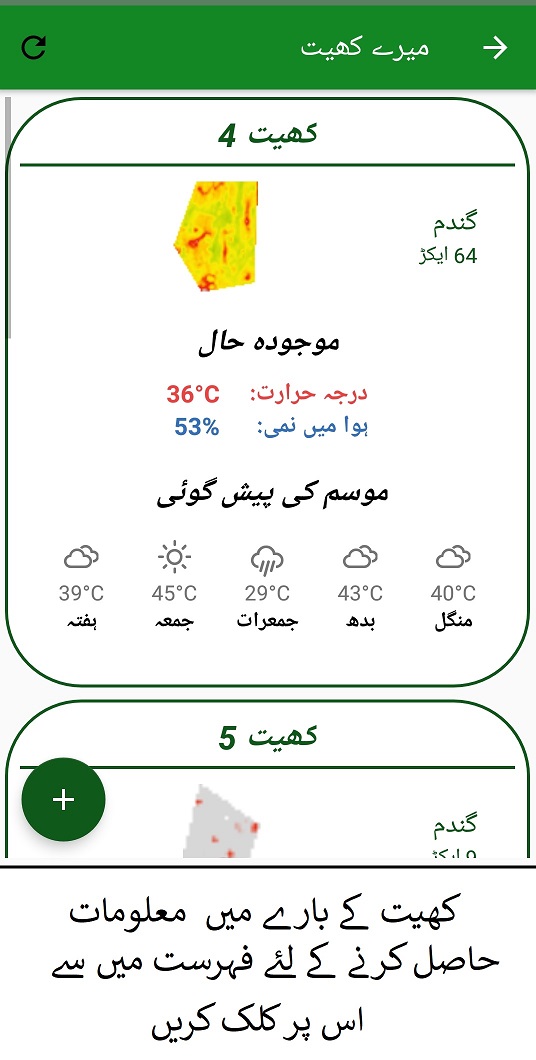 میرے کھیت
کھیت 4
گندم
64 ایکڑ
موجودہ حال
درجہ حرارت: 36°C
ہوا میں نمی: 53%
موسم کی پیش گوئی
40°C 43°C 29°C 45°C 39°C
منگل بدھ جمعرات جمعہ ہفتہ
کھیت 5
گندم
9 ایکڑ
کھیت کے بارے میں معلومات
حاصل کرنے کے لئے فہرست میں سے
اس پر کلک کریں